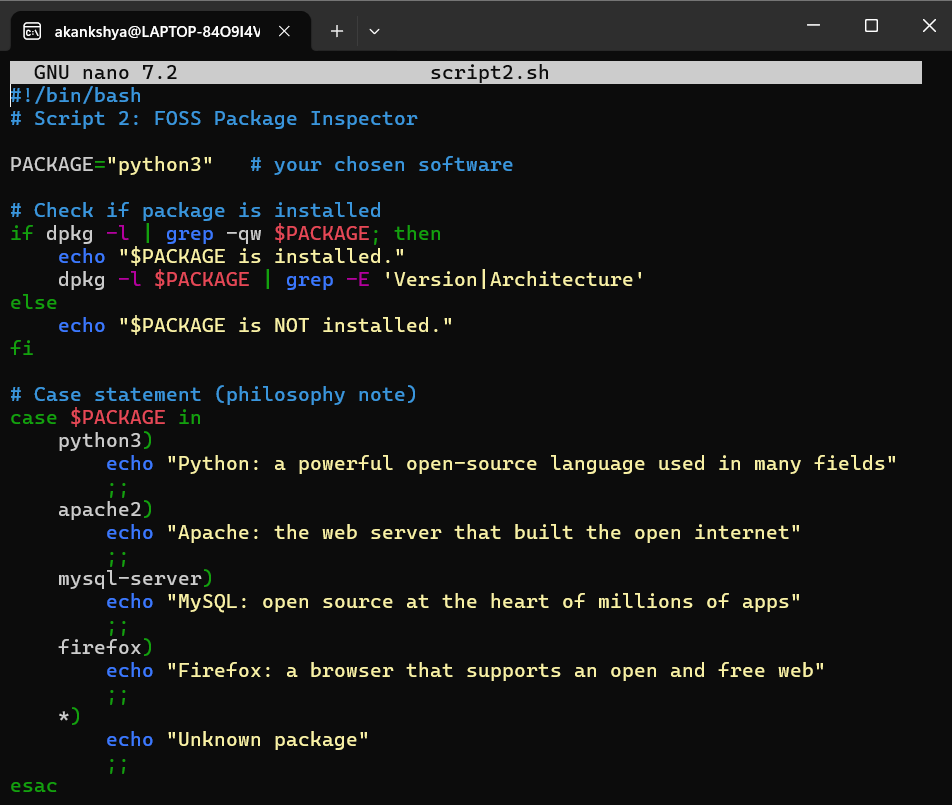 akankshya@LAPTOP-84O9I4V
GNU nano 7.2 script2.sh
#!/bin/bash
# Script 2: FOSS Package Inspector

PACKAGE="python3"   # your chosen software

# Check if package is installed
if dpkg -l | grep -qw $PACKAGE; then
    echo "$PACKAGE is installed."
    dpkg -l $PACKAGE | grep -E 'Version|Architecture'
else
    echo "$PACKAGE is NOT installed."
fi

# Case statement (philosophy note)
case $PACKAGE in
    python3)
        echo "Python: a powerful open-source language used in many fields"
        ;;
    apache2)
        echo "Apache: the web server that built the open internet"
        ;;
    mysql-server)
        echo "MySQL: open source at the heart of millions of apps"
        ;;
    firefox)
        echo "Firefox: a browser that supports an open and free web"
        ;;
    *)
        echo "Unknown package"
        ;;
esac